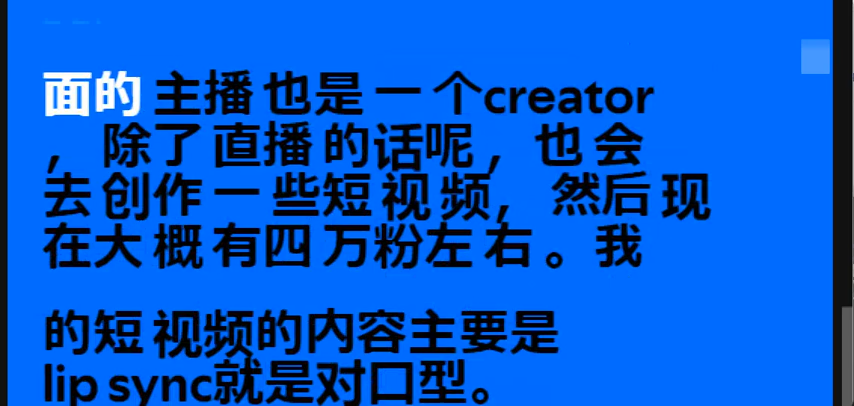 面的 主播也是一个creator
，除了直播的话呢，也会
去创作一些短视频，然后现
在大概有四万粉左右。我
的短视频的内容主要是
lip sync就是对口型。